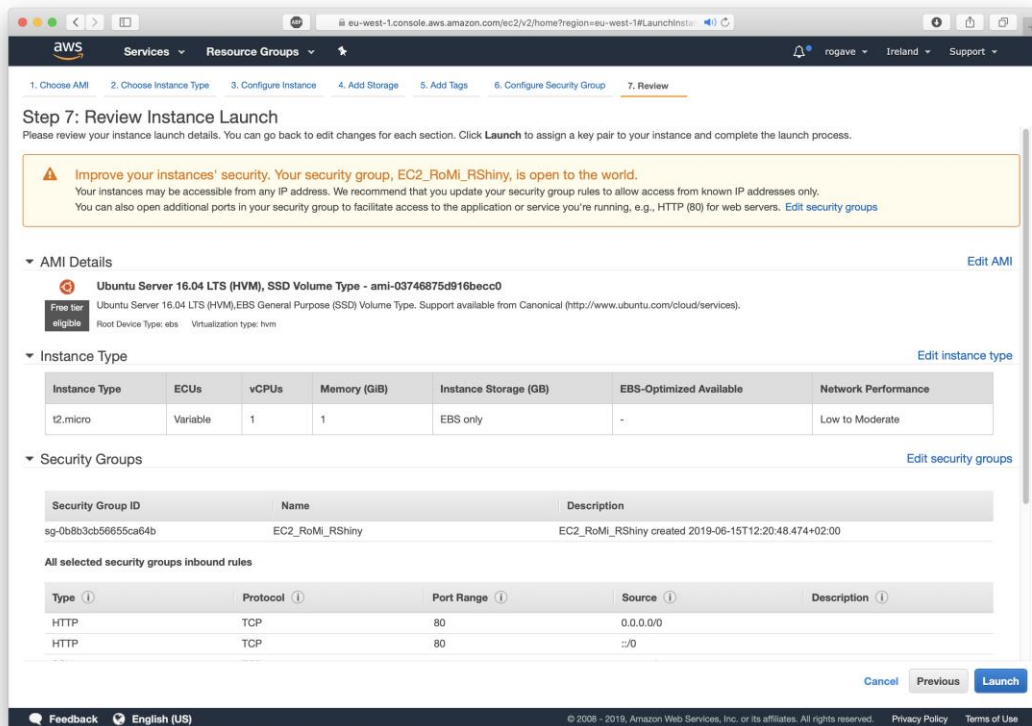 ABP
eu-west-1.console.aws.amazon.com/ec2/v2/home?region=eu-west-1#LaunchInsta
aws Services Resource Groups rogave Ireland Support
1. Choose AMI 2. Choose Instance Type 3. Configure Instance 4. Add Storage 5. Add Tags 6. Configure Security Group 7. Review
Step 7: Review Instance Launch
Please review your instance launch details. You can go back to edit changes for each section. Click Launch to assign a key pair to your instance and complete the launch process.
Improve your instances' security. Your security group, EC2_RoMi_RShiny, is open to the world.
Your instances may be accessible from any IP address. We recommend that you update your security group rules to allow access from known IP addresses only.
You can also open additional ports in your security group to facilitate access to the application or service you're running, e.g., HTTP (80) for web servers. Edit security groups
AMI Details Edit AMI
Ubuntu Server 16.04 LTS (HVM), SSD Volume Type - ami-03746875d916becc0
Free tier eligible
Ubuntu Server 16.04 LTS (HVM),EBS General Purpose (SSD) Volume Type. Support available from Canonical (http://www.ubuntu.com/cloud/services).
Root Device Type: ebs Virtualization type: hvm
Instance Type Edit instance type
Instance Type ECUs vCPUs Memory (GiB) Instance Storage (GB) EBS-Optimized Available Network Performance
t2.micro Variable 1 1 EBS only - Low to Moderate
Security Groups Edit security groups
Security Group ID Name Description
sg-0b8b3cb56655ca64b EC2_RoMi_RShiny EC2_RoMi_RShiny created 2019-06-15T12:20:48.474+02:00
All selected security groups inbound rules
Type Protocol Port Range Source Description
HTTP TCP 80 0.0.0.0/0
HTTP TCP 80 ::/0
Cancel Previous Launch
Feedback English (US) © 2008 - 2019, Amazon Web Services, Inc. or its affiliates. All rights reserved. Privacy Policy Terms of Use